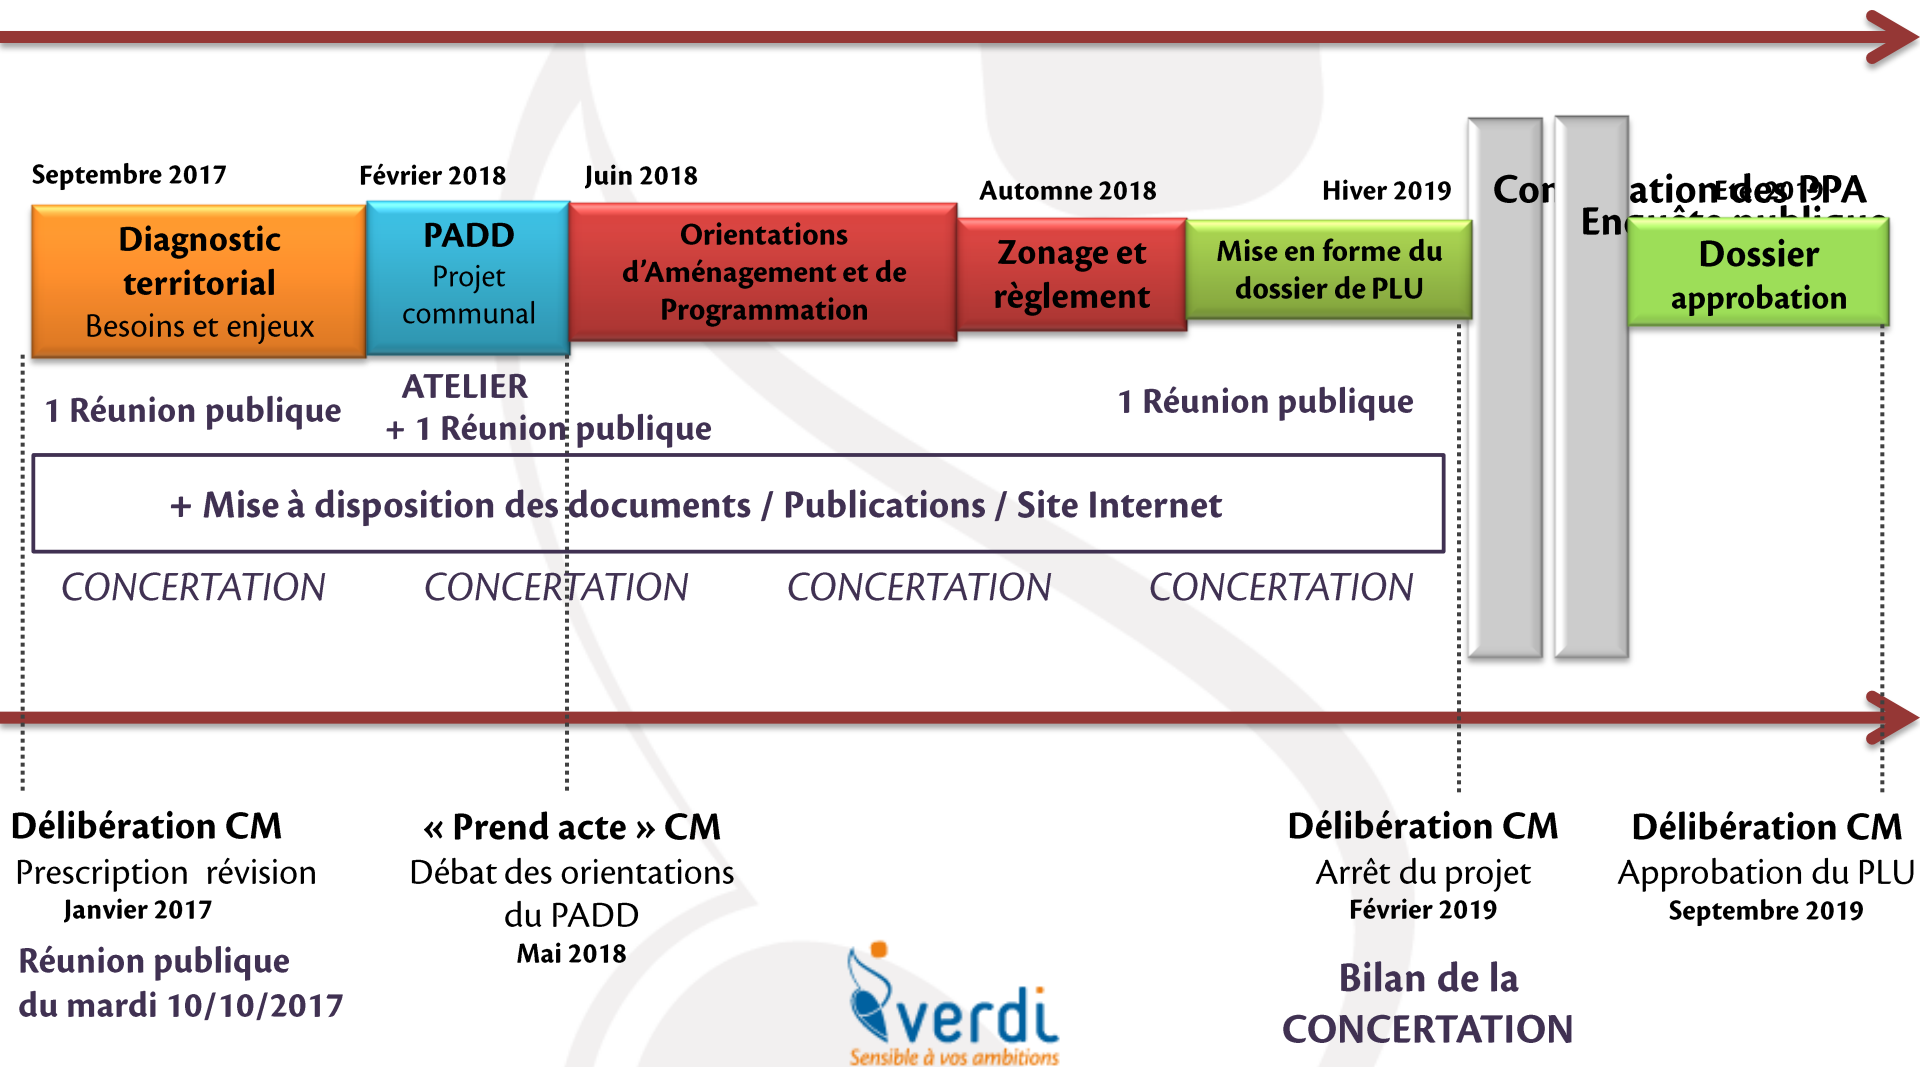 Septembre 2017
Février 2018
Juin 2018
Automne 2018
Hiver 2019
Con
ation des PPA
En
Diagnostic
territorial
Besoins et enjeux
PADD
Projet
communal
Orientations
d’Aménagement et de
Programmation
Zonage et
règlement
Mise en forme du
dossier de PLU
Dossier
approbation
1 Réunion publique
ATELIER
+ 1 Réunion publique
1 Réunion publique
+ Mise à disposition des documents / Publications / Site Internet
CONCERTATION CONCERTATION CONCERTATION CONCERTATION
Délibération CM
Prescription révision
Janvier 2017
Réunion publique
du mardi 10/10/2017
« Prend acte » CM
Débat des orientations
du PADD
Mai 2018
Délibération CM
Arrêt du projet
Février 2019
Bilan de la
CONCERTATION
Délibération CM
Approbation du PLU
Septembre 2019
verdi
Sensible à vos ambitions